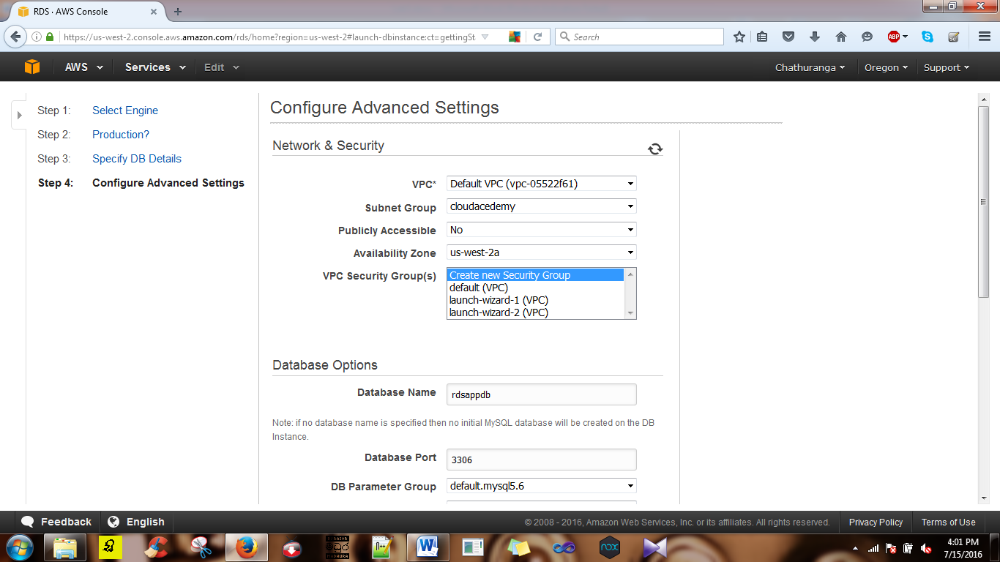 RDS · AWS Console
https://us-west-2.console.aws.amazon.com/rds/home?region=us-west-2#launch-dbinstance:ct=gettingSt
Search
ABP
AWS Services Edit Chathuranga Oregon Support
Step 1: Select Engine
Step 2: Production?
Step 3: Specify DB Details
Step 4: Configure Advanced Settings
Configure Advanced Settings
Network & Security
VPC* Default VPC (vpc-05522f61)
Subnet Group cloudacedemy
Publicly Accessible No
Availability Zone us-west-2a
VPC Security Group(s) Create new Security Group
default (VPC)
launch-wizard-1 (VPC)
launch-wizard-2 (VPC)
Database Options
Database Name rdsappdb
Note: if no database name is specified then no initial MySQL database will be created on the DB
Instance.
Database Port 3306
DB Parameter Group default.mysql5.6
Feedback English © 2008 - 2016, Amazon Web Services, Inc. or its affiliates. All rights reserved. Privacy Policy Terms of Use
nox
4:01 PM
7/15/2016